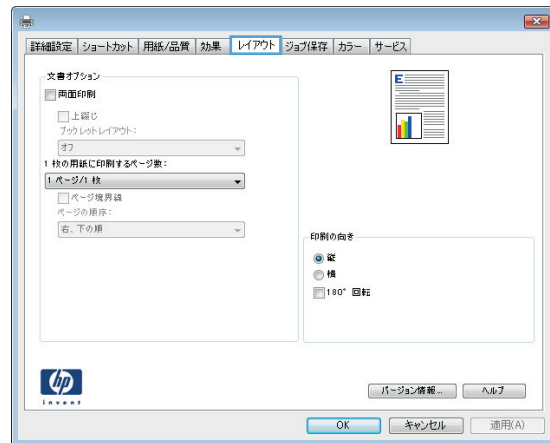 詳細設定 ショートカット 用紙/品質 効果 レイアウト ジョブ保存 カラー サービス
文書オプション
両面印刷
上綴じ
ブックレットレイアウト:
オフ
1 枚の用紙に印刷するページ数:
1 ページ/1 枚
ページ境界線
ページの順序:
右、下の順
E
印刷の向き
縦
横
180° 回転
hp
invent
バージョン情報...
ヘルプ
OK
キャンセル
適用(A)